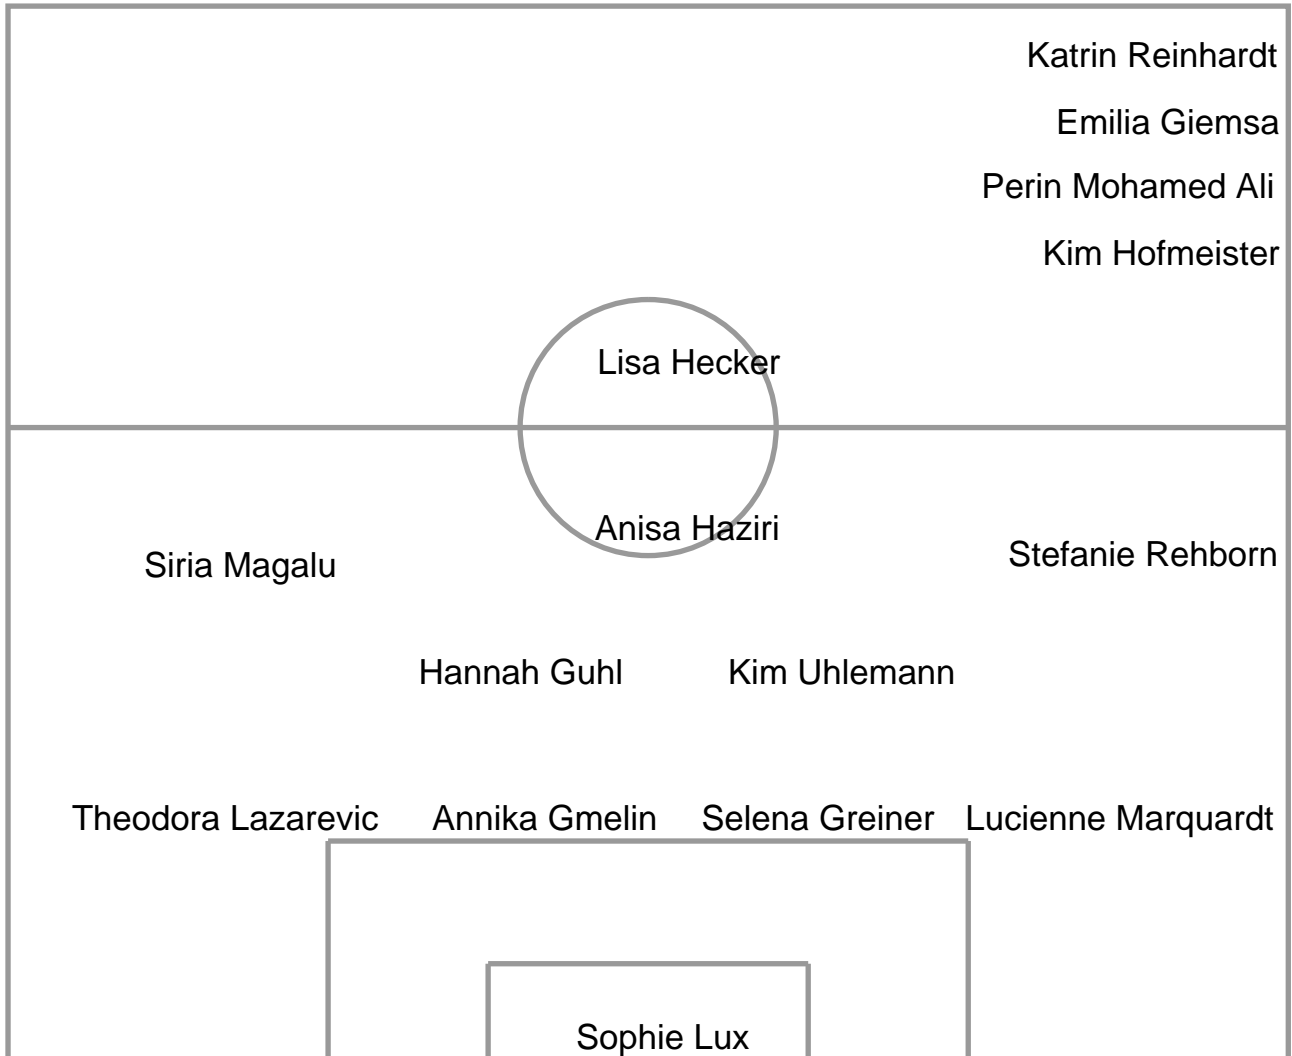 Katrin Reinhardt
Emilia Giemsa
Perin Mohamed Ali
Kim Hofmeister
Lisa Hecker
Anisa Haziri
Siria Magalu
Stefanie Rehborn
Hannah Guhl
Kim Uhlemann
Theodora Lazarevic
Annika Gmelin
Selena Greiner
Lucienne Marquardt
Sophie Lux